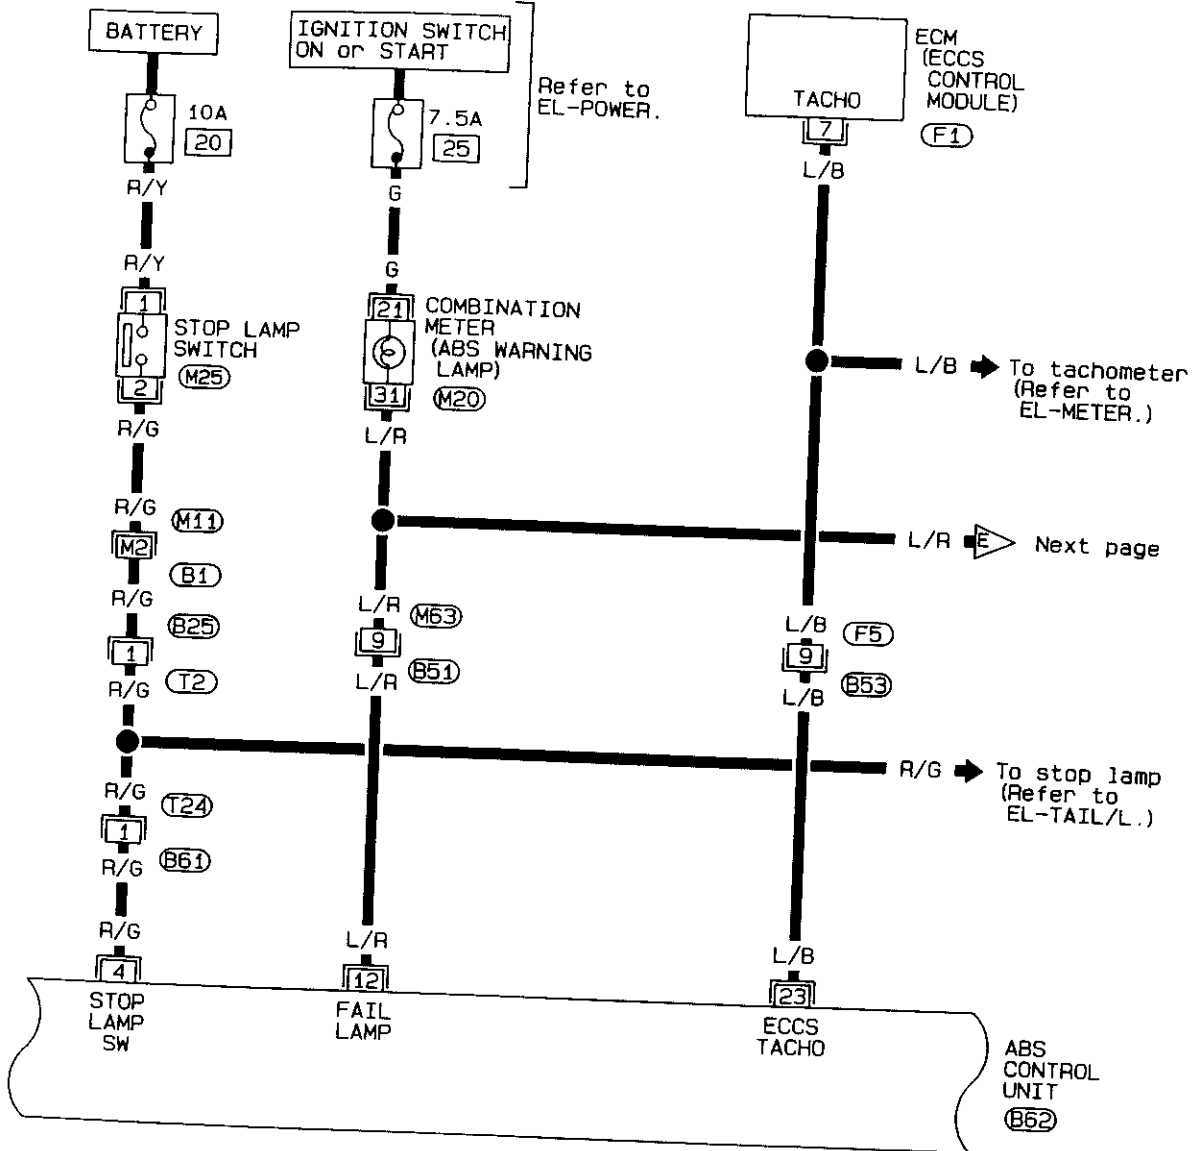 BATTERY
IGNITION SWITCH
ON or START
Refer to
EL-POWER.
10A
20
7.5A
25
ECM
(ECCS
CONTROL
MODULE)
F1
TACHO
7
R/Y
G
L/B
R/Y
G
1
STOP LAMP
SWITCH
M25
2
21
COMBINATION
METER
(ABS WARNING
LAMP)
M20
31
L/B
To tachometer
(Refer to
EL-METER.)
R/G
L/R
R/G
M11
M2
B1
R/G
B25
1
T2
R/G
L/R
E
Next page
L/R
M63
9
B51
L/R
L/B
F5
9
B53
L/B
R/G
To stop lamp
(Refer to
EL-TAIL/L.)
R/G
T24
1
B61
R/G
R/G
L/R
L/B
4
12
23
STOP
LAMP
SW
FAIL
LAMP
ECCS
TACHO
ABS
CONTROL
UNIT
B62